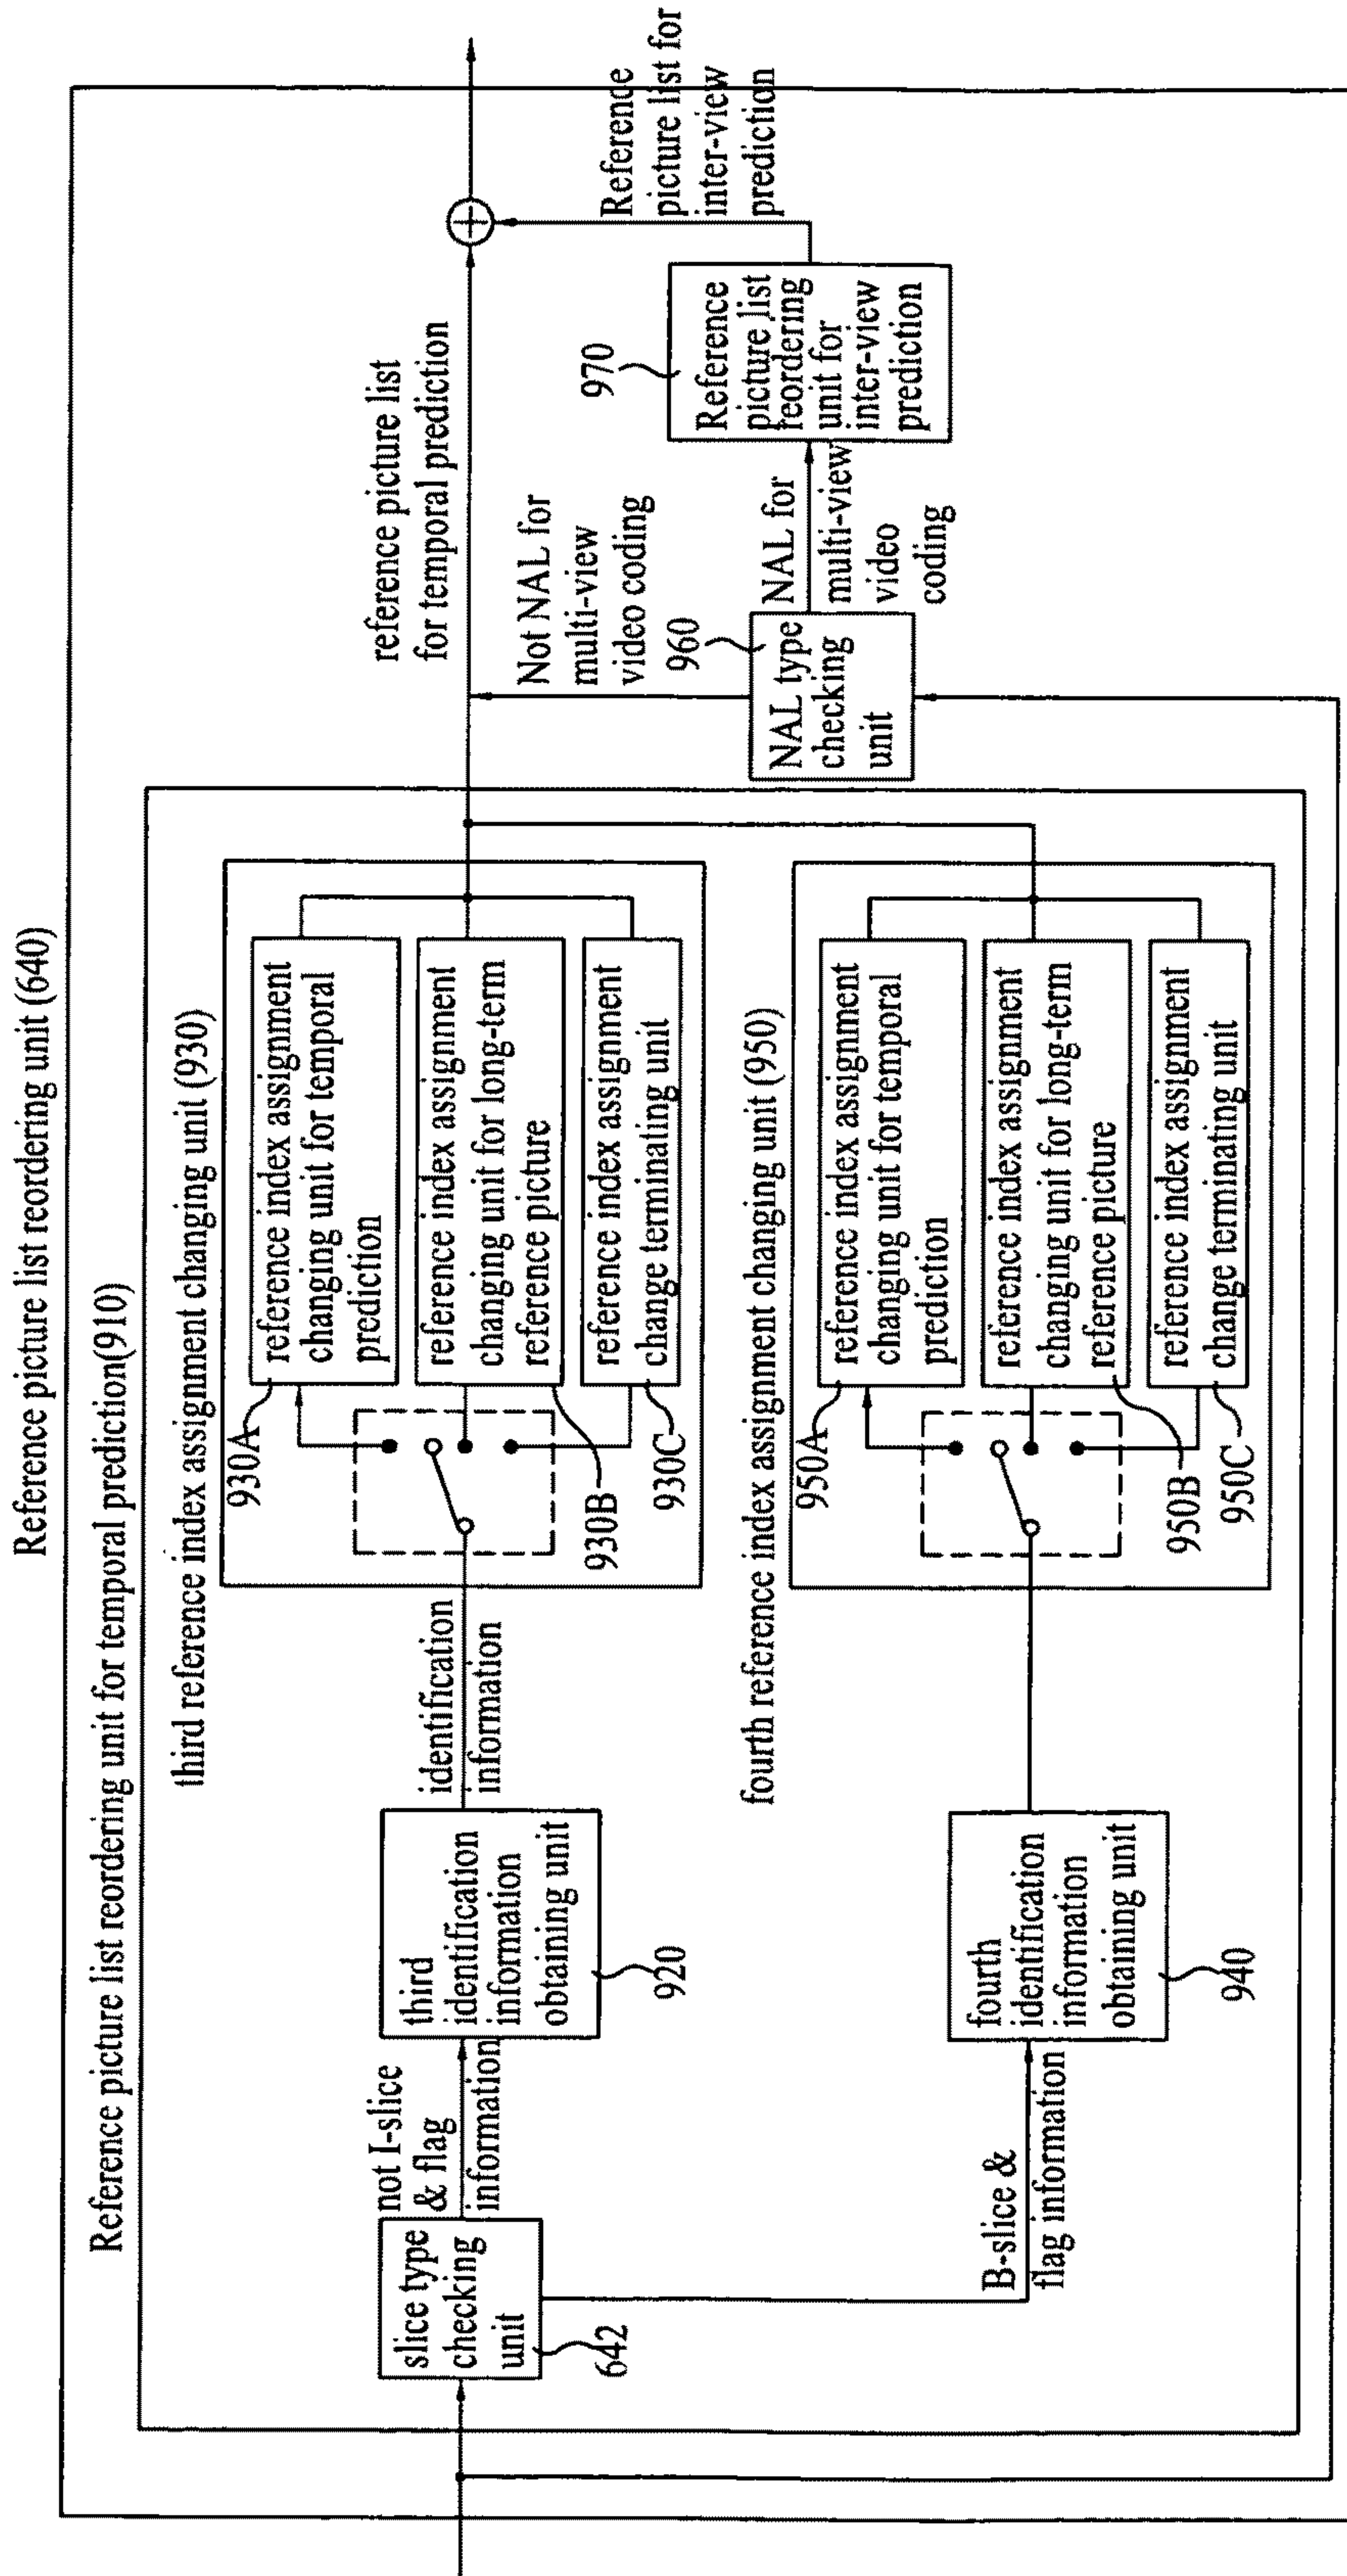 Reference picture list reordering unit (640)
Reference picture list reordering unit for temporal prediction(910)
slice type
checking
unit
642
not I-slice
& flag
information
B-slice &
flag information
third
identification
information
obtaining unit
920
identification
information
third reference index assignment changing unit (930)
930A
reference index assignment
changing unit for temporal
prediction
930B
reference index assignment
changing unit for long-term
reference picture
930C
reference index assignment
change terminating unit
fourth
identification
information
obtaining unit
940
fourth reference index assignment changing unit (950)
950A
reference index assignment
changing unit for temporal
prediction
950B
reference index assignment
changing unit for long-term
reference picture
950C
reference index assignment
change terminating unit
reference picture list
for temporal prediction
Not NAL for
multi-view
video coding
960
NAL type
checking
unit
NAL for
multi-view
video
coding
970
Reference
picture list
reordering
unit for
inter-view
prediction
Reference
picture list for
inter-view
prediction